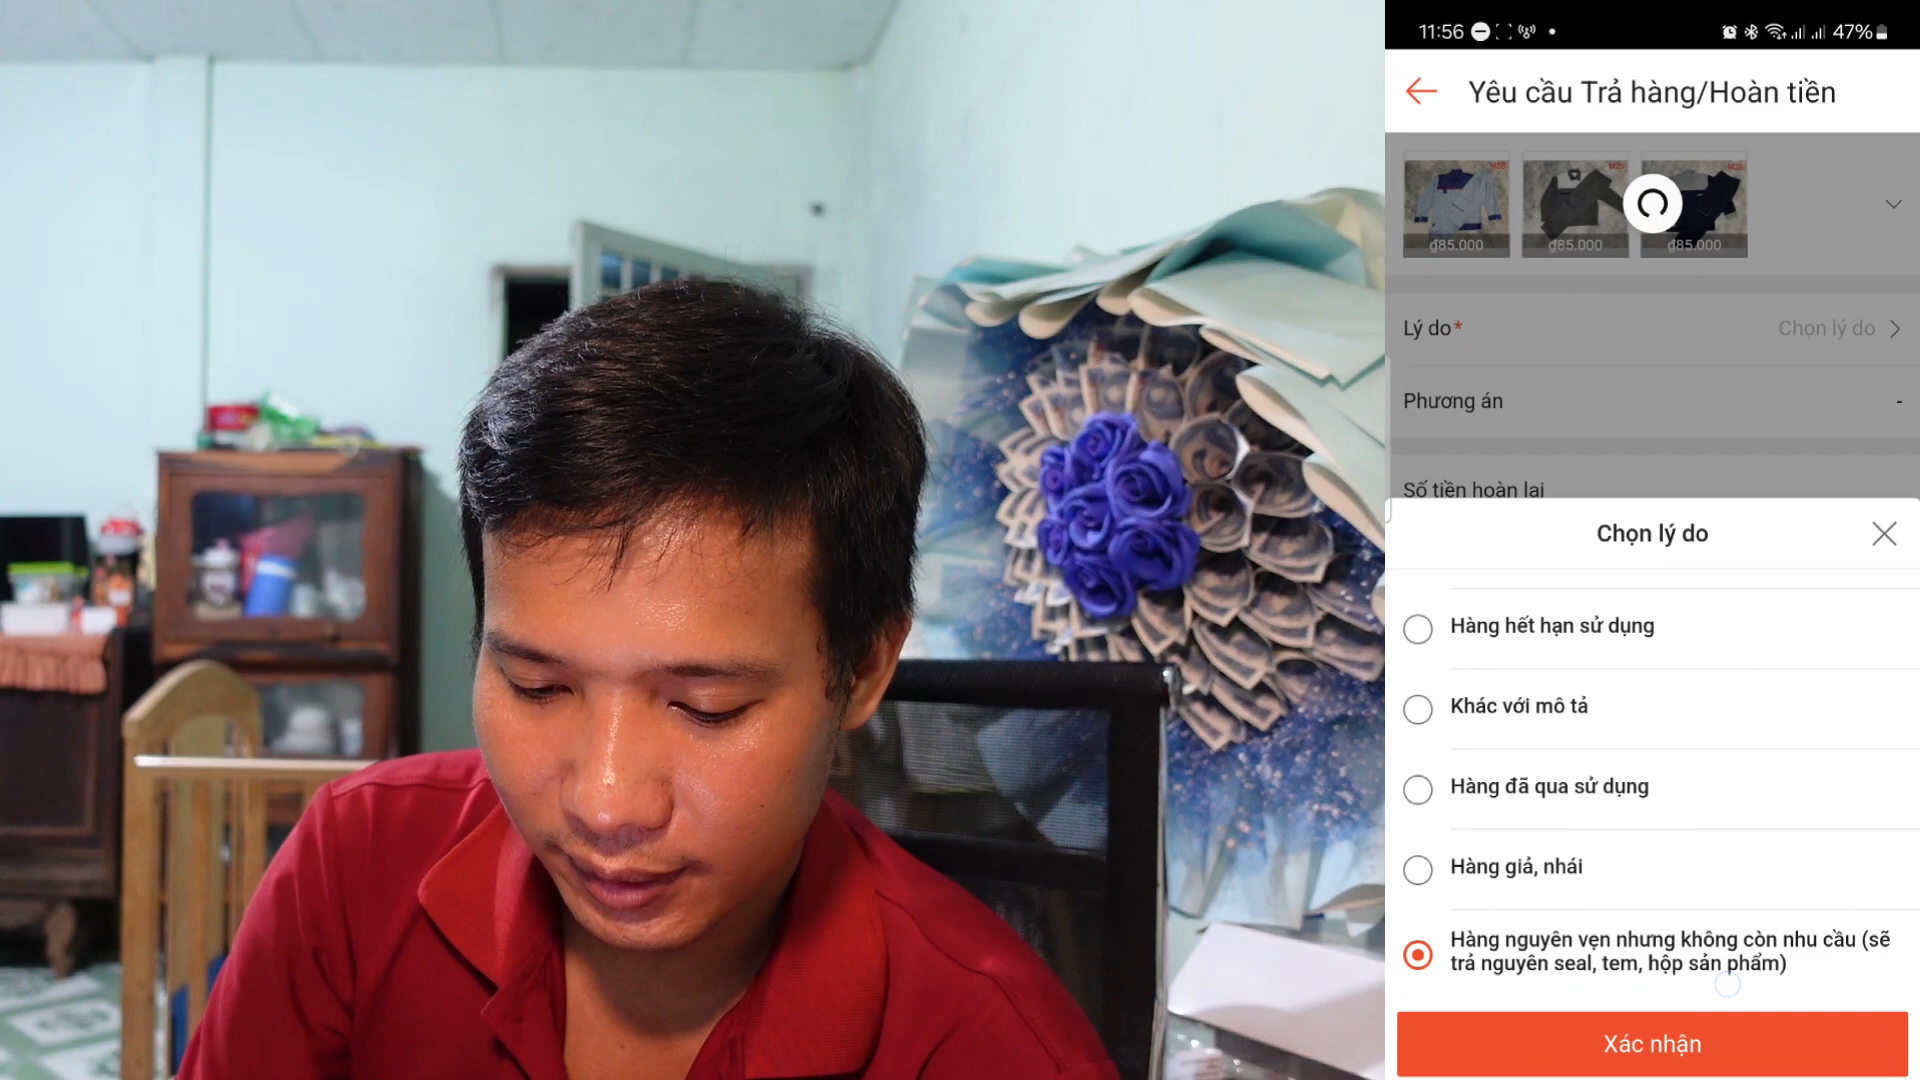 11:56
47%
Yêu cầu Trả hàng/Hoàn tiền
₫85.000
₫85.000
₫85.000
Lý do*
Chọn lý do
Phương án
-
Số tiền hoàn lại
Chọn lý do
Hàng hết hạn sử dụng
Khác với mô tả
Hàng đã qua sử dụng
Hàng giả, nhái
Hàng nguyên vẹn nhưng không còn nhu cầu (sẽ
trả nguyên seal, tem, hộp sản phẩm)
Xác nhận